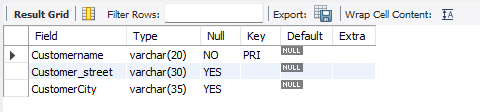 Result Grid Filter Rows: Export: Wrap Cell Content: IA
Field Type Null Key Default Extra
Customername varchar(20) NO PRI NULL
Customer_street varchar(30) YES NULL
CustomerCity varchar(35) YES NULL